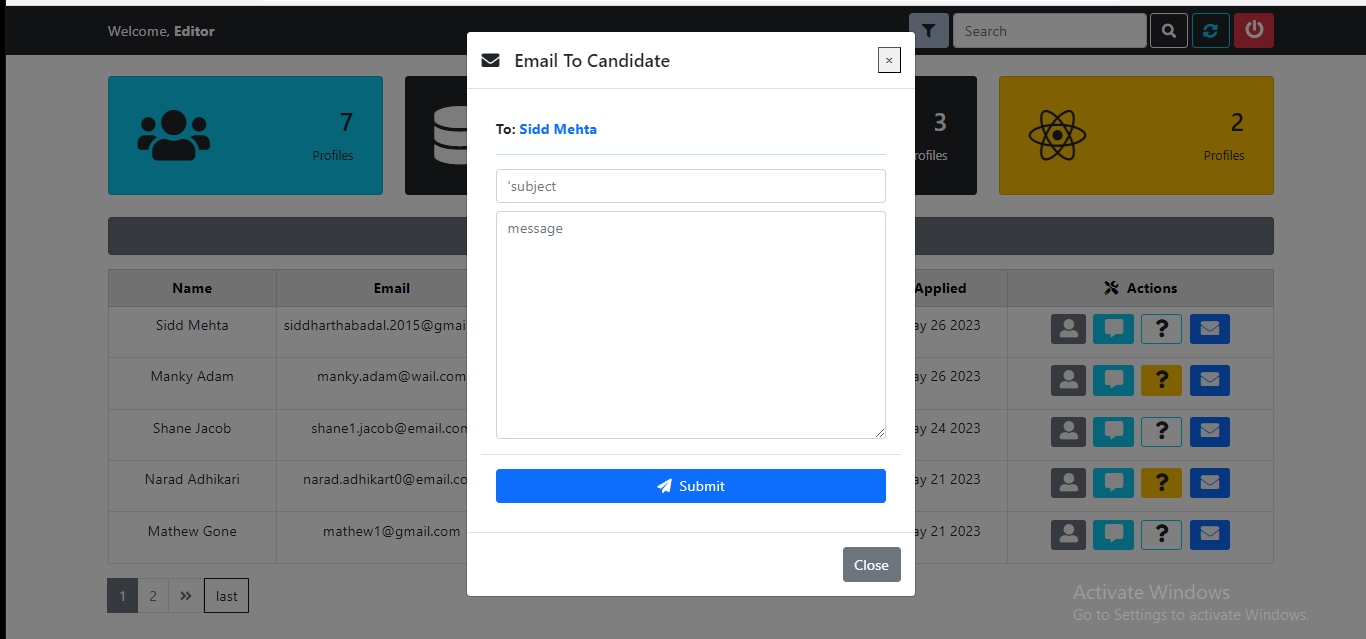 Welcome, Editor
Search
Email To Candidate
×
7
Profiles
3
rofiles
2
Profiles
To: Sidd Mehta
'subject
message
Name Email Applied Actions
Sidd Mehta siddharthabadal.2015@gmai ay 26 2023 ?
Manky Adam manky.adam@wail.com ay 26 2023 ?
Shane Jacob shane1.jacob@email.com ay 24 2023 ?
Narad Adhikari narad.adhikart0@email.co ay 21 2023 ?
Mathew Gone mathew1@gmail.com ay 21 2023 ?
Submit
Close
1 2 » last
Activate Windows
Go to Settings to activate Windows.